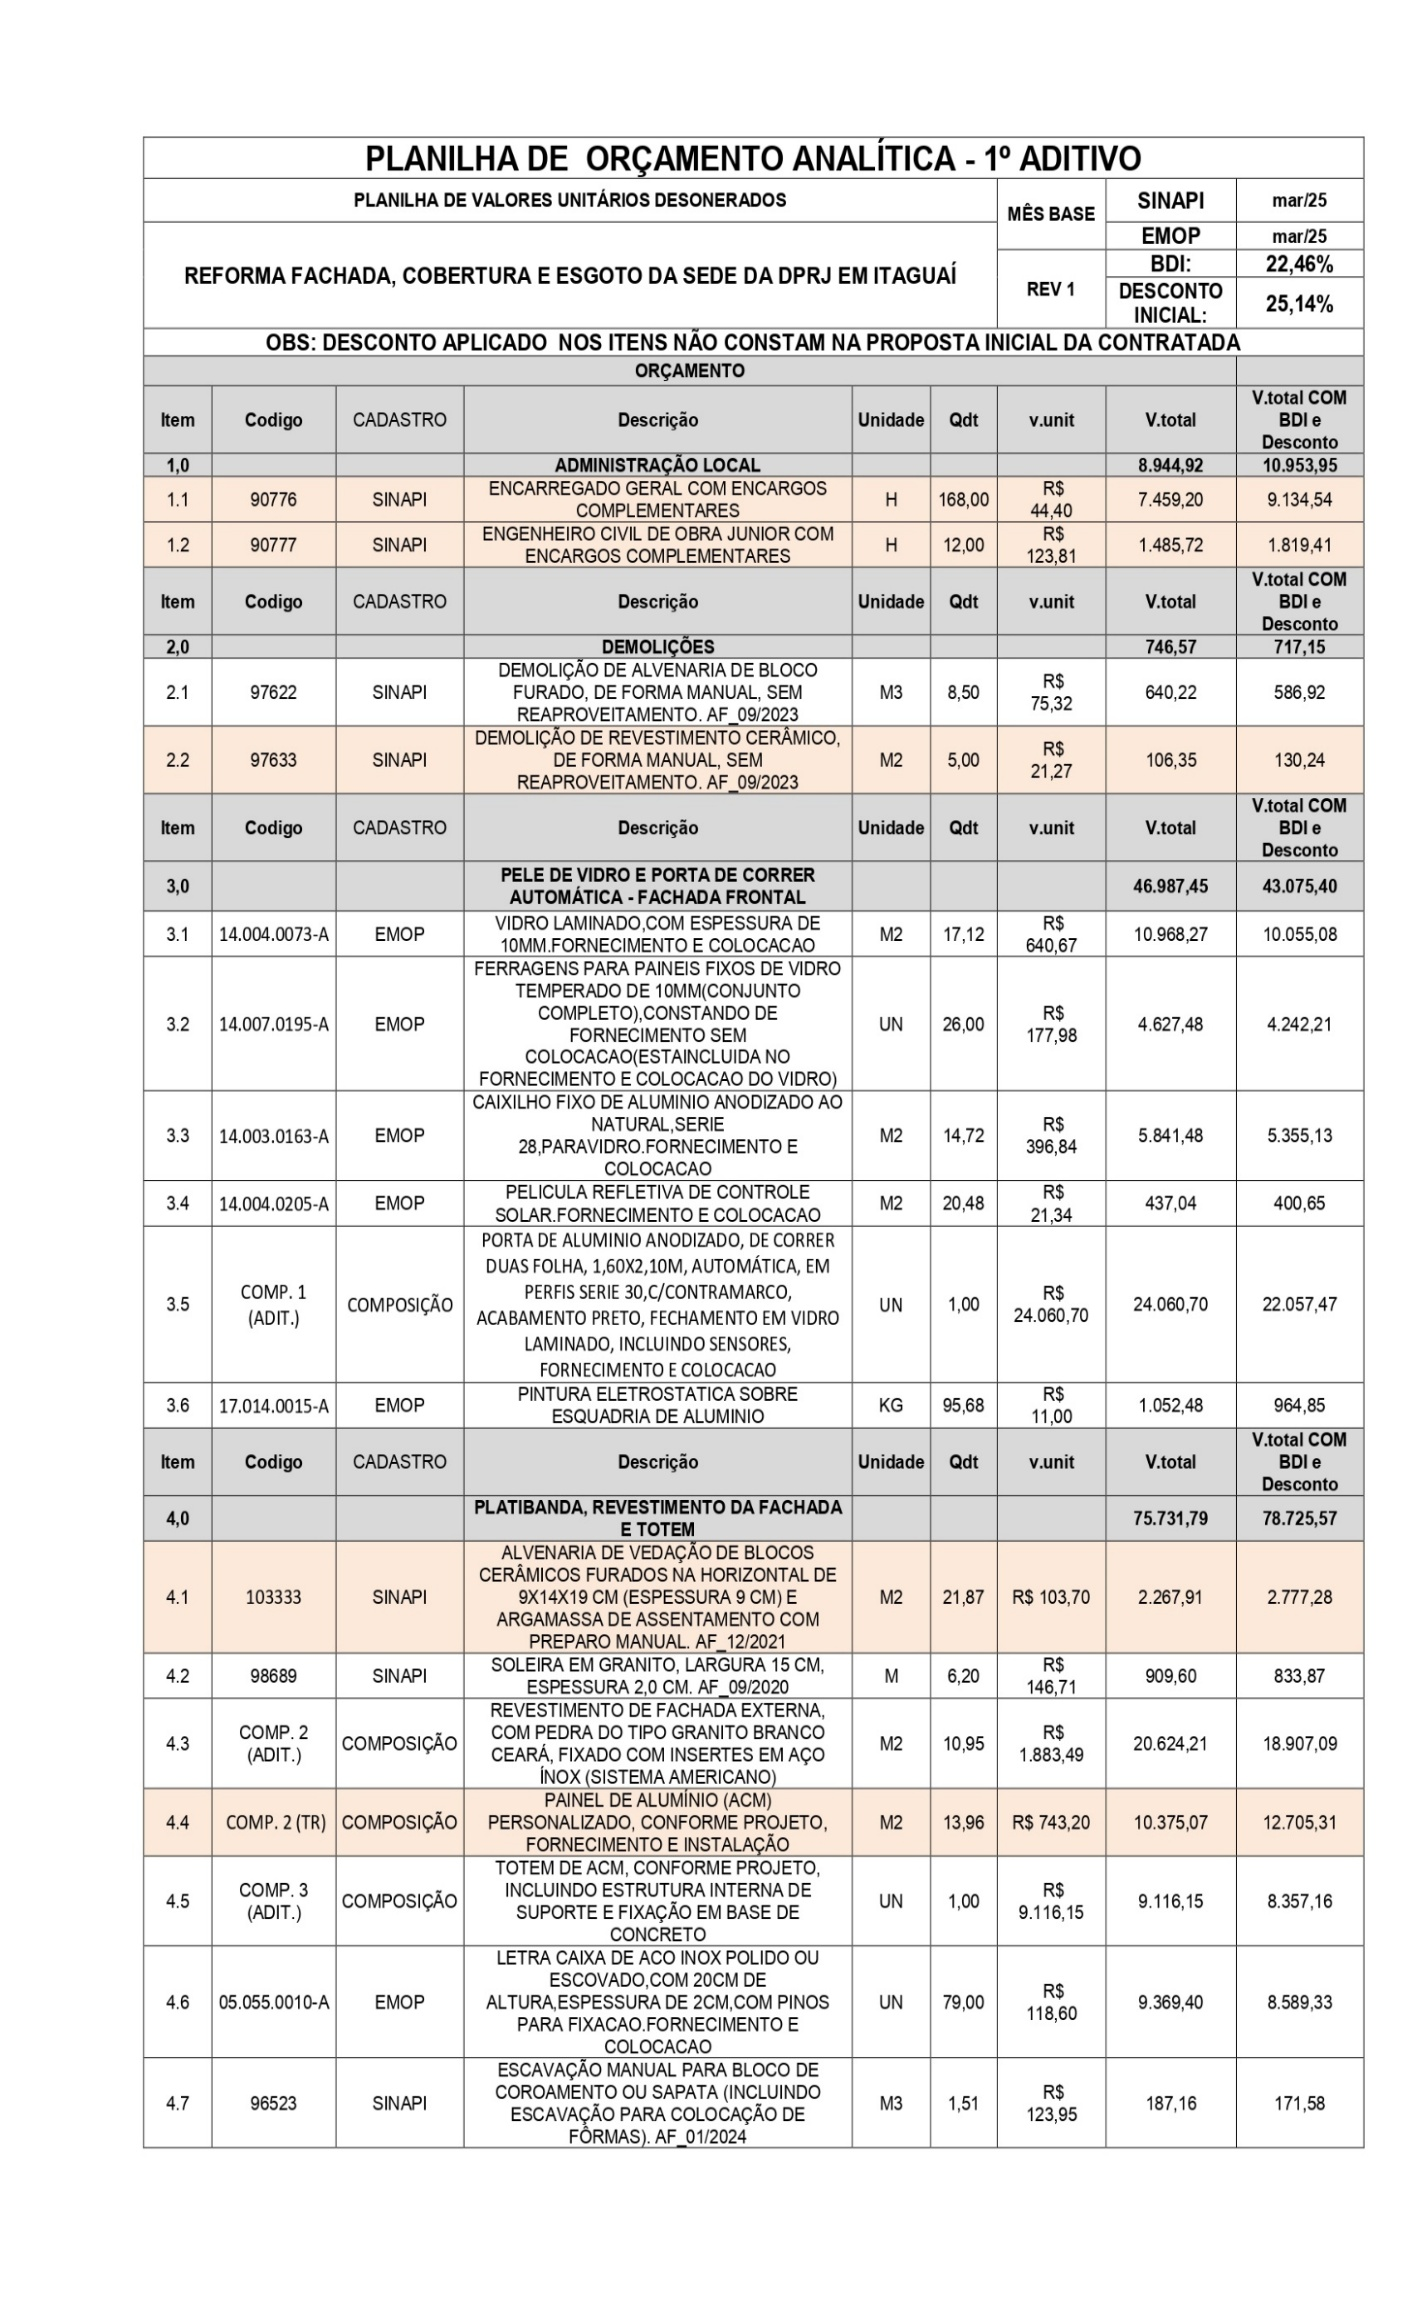 PLANILHA DE ORÇAMENTO ANALÍTICA - 1º ADITIVO
PLANILHA DE VALORES UNITÁRIOS DESONERADOS
MÊS BASE
SINAPI
mar/25
EMOP
mar/25
REFORMA FACHADA, COBERTURA E ESGOTO DA SEDE DA DPRJ EM ITAGUAÍ
REV 1
BDI:
22,46%
DESCONTO
INICIAL:
25,14%
OBS: DESCONTO APLICADO NOS ITENS NÃO CONSTAM NA PROPOSTA INICIAL DA CONTRATADA
ORÇAMENTO
Item Codigo CADASTRO Descrição Unidade Qdt v.unit V.total V.total COM
BDI e
Desconto
1,0 ADMINISTRAÇÃO LOCAL 8.944,92 10.953,95
1.1 90776 SINAPI ENCARREGADO GERAL COM ENCARGOS
COMPLEMENTARES H 168,00 R$
44,40 7.459,20 9.134,54
1.2 90777 SINAPI ENGENHEIRO CIVIL DE OBRA JUNIOR COM
ENCARGOS COMPLEMENTARES H 12,00 R$
123,81 1.485,72 1.819,41
Item Codigo CADASTRO Descrição Unidade Qdt v.unit V.total V.total COM
BDI e
Desconto
2,0 DEMOLIÇÕES 746,57 717,15
2.1 97622 SINAPI DEMOLIÇÃO DE ALVENARIA DE BLOCO
FURADO, DE FORMA MANUAL, SEM
REAPROVEITAMENTO. AF_09/2023 M3 8,50 R$
75,32 640,22 586,92
2.2 97633 SINAPI DEMOLIÇÃO DE REVESTIMENTO CERÂMICO,
DE FORMA MANUAL, SEM
REAPROVEITAMENTO. AF_09/2023 M2 5,00 R$
21,27 106,35 130,24
Item Codigo CADASTRO Descrição Unidade Qdt v.unit V.total V.total COM
BDI e
Desconto
3,0 PELE DE VIDRO E PORTA DE CORRER
AUTOMÁTICA - FACHADA FRONTAL 46.987,45 43.075,40
3.1 14.004.0073-A EMOP VIDRO LAMINADO,COM ESPESSURA DE
10MM.FORNECIMENTO E COLOCACAO M2 17,12 R$
640,67 10.968,27 10.055,08
3.2 14.007.0195-A EMOP FERRAGENS PARA PAINEIS FIXOS DE VIDRO
TEMPERADO DE 10MM(CONJUNTO
COMPLETO),CONSTANDO DE
FORNECIMENTO SEM
COLOCACAO(ESTAINCLUIDA NO
FORNECIMENTO E COLOCACAO DO VIDRO) UN 26,00 R$
177,98 4.627,48 4.242,21
3.3 14.003.0163-A EMOP CAIXILHO FIXO DE ALUMINIO ANODIZADO AO
NATURAL,SERIE
28,PARAVIDRO.FORNECIMENTO E
COLOCACAO M2 14,72 R$
396,84 5.841,48 5.355,13
3.4 14.004.0205-A EMOP PELICULA REFLETIVA DE CONTROLE
SOLAR.FORNECIMENTO E COLOCACAO M2 20,48 R$
21,34 437,04 400,65
3.5 COMP. 1
(ADIT.) COMPOSIÇÃO PORTA DE ALUMINIO ANODIZADO, DE CORRER
DUAS FOLHA, 1,60X2,10M, AUTOMÁTICA, EM
PERFIS SERIE 30,C/CONTRAMARCO,
ACABAMENTO PRETO, FECHAMENTO EM VIDRO
LAMINADO, INCLUINDO SENSORES,
FORNECIMENTO E COLOCACAO UN 1,00 R$
24.060,70 24.060,70 22.057,47
3.6 17.014.0015-A EMOP PINTURA ELETROSTATICA SOBRE
ESQUADRIA DE ALUMINIO KG 95,68 R$
11,00 1.052,48 964,85
Item Codigo CADASTRO Descrição Unidade Qdt v.unit V.total V.total COM
BDI e
Desconto
4,0 PLATIBANDA, REVESTIMENTO DA FACHADA
E TOTEM 75.731,79 78.725,57
4.1 103333 SINAPI ALVENARIA DE VEDAÇÃO DE BLOCOS
CERÂMICOS FURADOS NA HORIZONTAL DE
9X14X19 CM (ESPESSURA 9 CM) E
ARGAMASSA DE ASSENTAMENTO COM
PREPARO MANUAL. AF_12/2021 M2 21,87 R$ 103,70 2.267,91 2.777,28
4.2 98689 SINAPI SOLEIRA EM GRANITO, LARGURA 15 CM,
ESPESSURA 2,0 CM. AF_09/2020 M 6,20 R$
146,71 909,60 833,87
4.3 COMP. 2
(ADIT.) COMPOSIÇÃO REVESTIMENTO DE FACHADA EXTERNA,
COM PEDRA DO TIPO GRANITO BRANCO
CEARÁ, FIXADO COM INSERTES EM AÇO
ÍNOX (SISTEMA AMERICANO) M2 10,95 R$
1.883,49 20.624,21 18.907,09
4.4 COMP. 2 (TR) COMPOSIÇÃO PAINEL DE ALUMÍNIO (ACM)
PERSONALIZADO, CONFORME PROJETO,
FORNECIMENTO E INSTALAÇÃO M2 13,96 R$ 743,20 10.375,07 12.705,31
4.5 COMP. 3
(ADIT.) COMPOSIÇÃO TOTEM DE ACM, CONFORME PROJETO,
INCLUINDO ESTRUTURA INTERNA DE
SUPORTE E FIXAÇÃO EM BASE DE
CONCRETO UN 1,00 R$
9.116,15 9.116,15 8.357,16
4.6 05.055.0010-A EMOP LETRA CAIXA DE ACO INOX POLIDO OU
ESCOVADO,COM 20CM DE
ALTURA,ESPESSURA DE 2CM,COM PINOS
PARA FIXACAO.FORNECIMENTO E
COLOCACAO UN 79,00 R$
118,60 9.369,40 8.589,33
4.7 96523 SINAPI ESCAVAÇÃO MANUAL PARA BLOCO DE
COROAMENTO OU SAPATA (INCLUINDO
ESCAVAÇÃO PARA COLOCAÇÃO DE
FÔRMAS). AF_01/2024 M3 1,51 R$
123,95 187,16 171,58